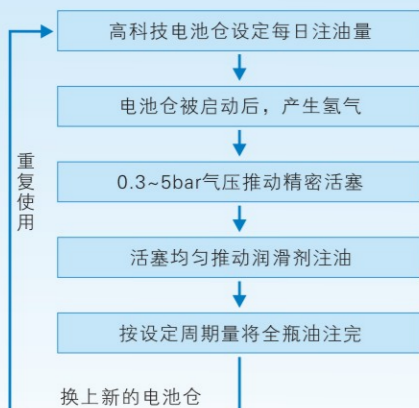 高科技电池仓设定每日注油量
电池仓被启动后，产生氢气
0.3~5bar气压推动精密活塞
活塞均匀推动润滑剂注油
按设定周期量将全瓶油注完
换上新的电池仓
重复使用